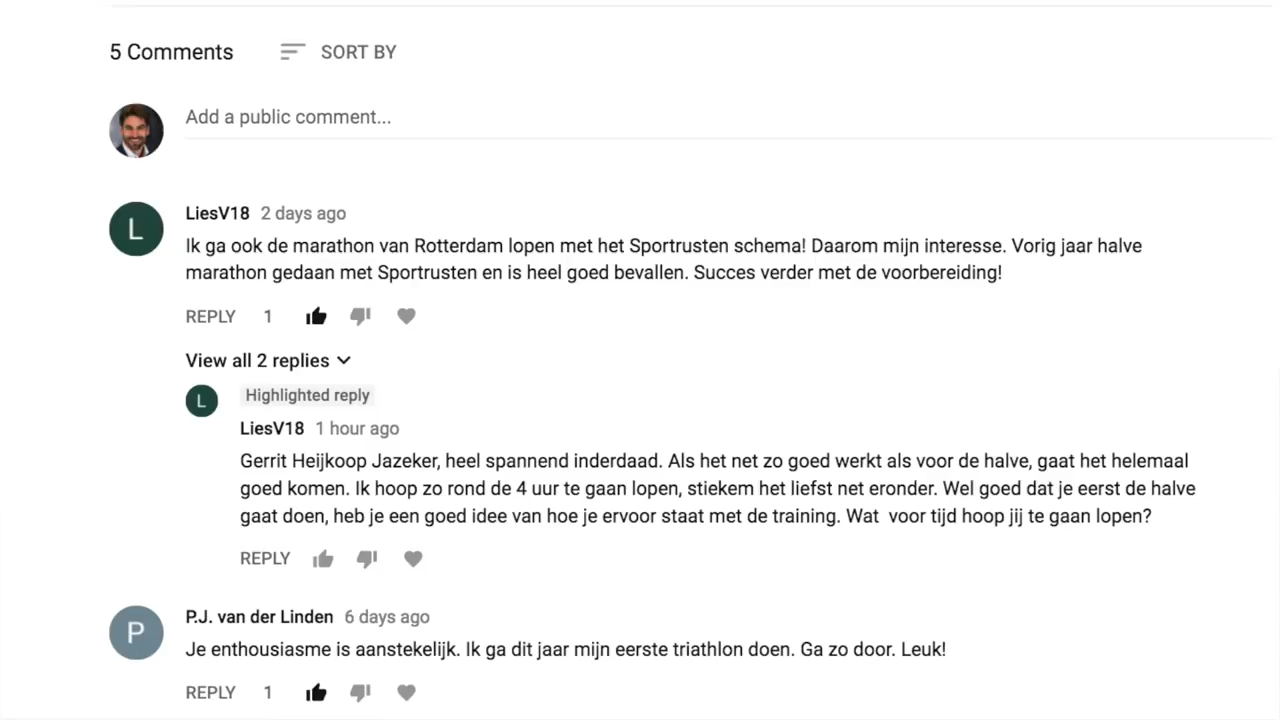 5 Comments SORT BY
Add a public comment...
L
LiesV18 2 days ago
Ik ga ook de marathon van Rotterdam lopen met het Sportrusten schema! Daarom mijn interesse. Vorig jaar halve
marathon gedaan met Sportrusten en is heel goed bevallen. Succes verder met de voorbereiding!
REPLY 1
View all 2 replies
L
Highlighted reply
LiesV18 1 hour ago
Gerrit Heijkoop Jazeker, heel spannend inderdaad. Als het net zo goed werkt als voor de halve, gaat het helemaal
goed komen. Ik hoop zo rond de 4 uur te gaan lopen, stiekem het liefst net eronder. Wel goed dat je eerst de halve
gaat doen, heb je een goed idee van hoe je ervoor staat met de training. Wat  voor tijd hoop jij te gaan lopen?
REPLY
P
P.J. van der Linden 6 days ago
Je enthousiasme is aanstekelijk. Ik ga dit jaar mijn eerste triathlon doen. Ga zo door. Leuk!
REPLY 1